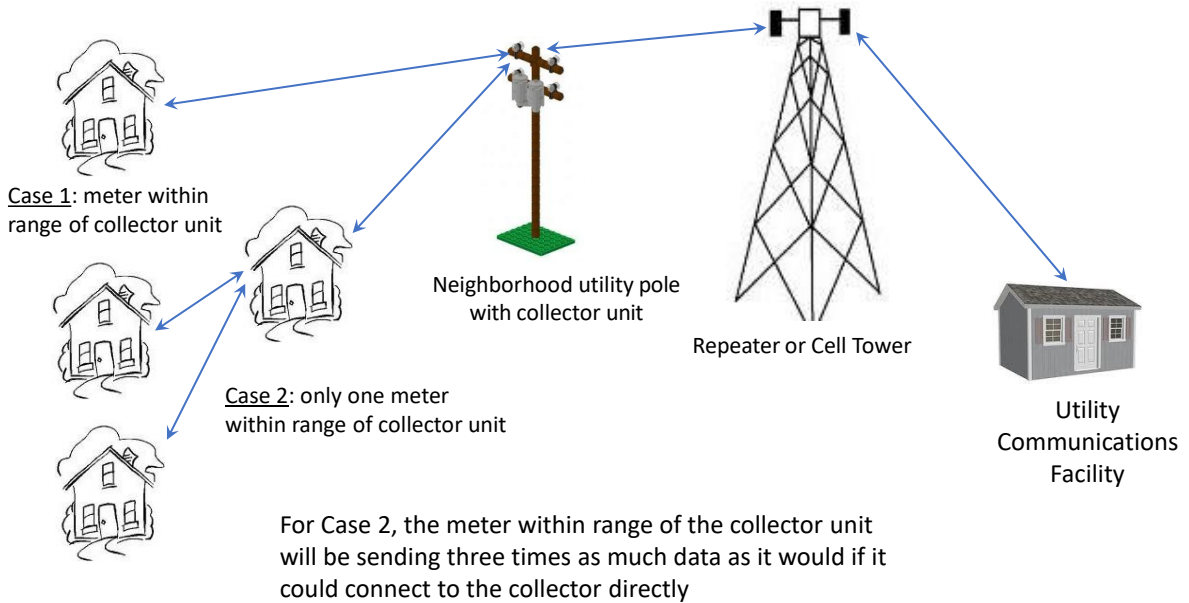 Case 1: meter within
range of collector unit
Neighborhood utility pole
with collector unit
Repeater or Cell Tower
Case 2: only one meter
within range of collector unit
Utility
Communications
Facility
For Case 2, the meter within range of the collector unit
will be sending three times as much data as it would if it
could connect to the collector directly